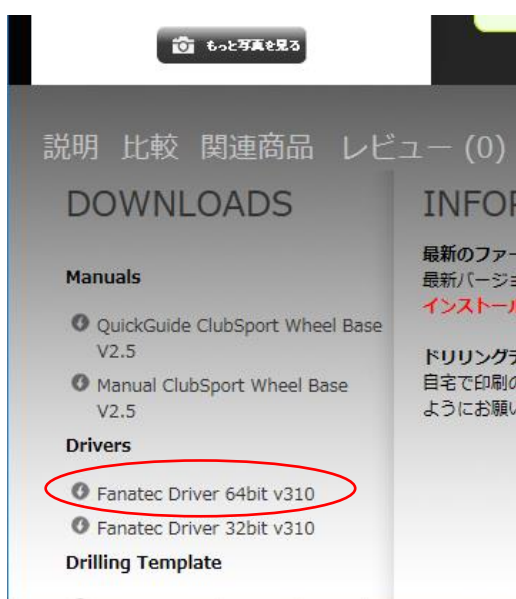 もっと写真を見る
説明 比較 関連商品 レビュー (0)
DOWNLOADS
Manuals
QuickGuide ClubSport Wheel Base
V2.5
Manual ClubSport Wheel Base
V2.5
Drivers
Fanatec Driver 64bit v310
Fanatec Driver 32bit v310
Drilling Template
INFO
最新のファー
最新バージョ
インストール
ドリリングテ
自宅で印刷の
ようにお願い